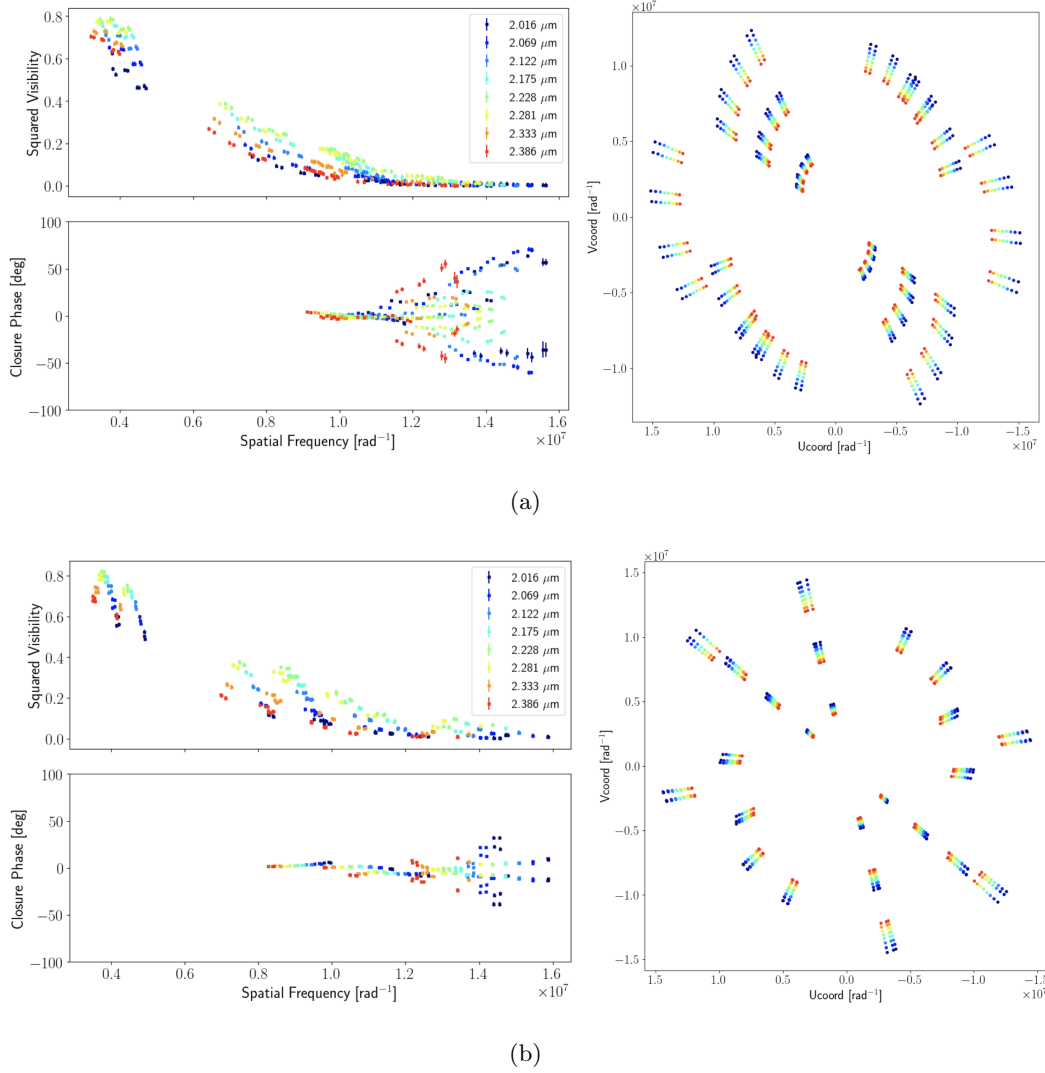 0.8
0.6
0.4
0.2
0.0
Squared Visibility
2.016 μm
2.069 μm
2.122 μm
2.175 μm
2.228 μm
2.281 μm
2.333 μm
2.386 μm
100
50
0
−50
−100
Closure Phase [deg]
0.4 0.6 0.8 1.0 1.2 1.4 1.6
Spatial Frequency [rad⁻¹]
×10⁷
×10⁷
1.0
0.5
0.0
−0.5
−1.0
Vcoord [rad⁻¹]
1.5 1.0 0.5 0.0 −0.5 −1.0 −1.5
Ucoord [rad⁻¹]
×10⁷
(a)
0.8
0.6
0.4
0.2
0.0
Squared Visibility
2.016 μm
2.069 μm
2.122 μm
2.175 μm
2.228 μm
2.281 μm
2.333 μm
2.386 μm
100
50
0
−50
−100
Closure Phase [deg]
0.4 0.6 0.8 1.0 1.2 1.4 1.6
Spatial Frequency [rad⁻¹]
×10⁷
×10⁷
1.5
1.0
0.5
0.0
−0.5
−1.0
−1.5
Vcoord [rad⁻¹]
1.5 1.0 0.5 0.0 −0.5 −1.0 −1.5
Ucoord [rad⁻¹]
×10⁷
(b)